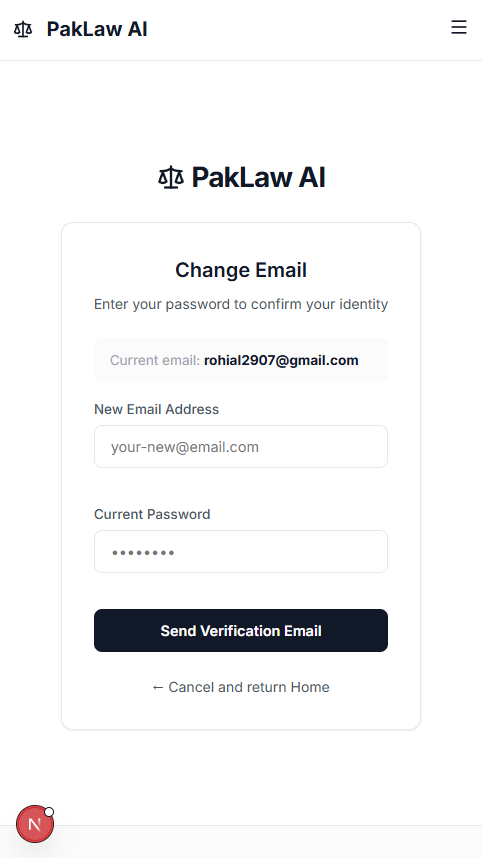 PakLaw AI
PakLaw AI
Change Email
Enter your password to confirm your identity
Current email: rohial2907@gmail.com
New Email Address
your-new@email.com
Current Password
••••••••
Send Verification Email
← Cancel and return Home
N